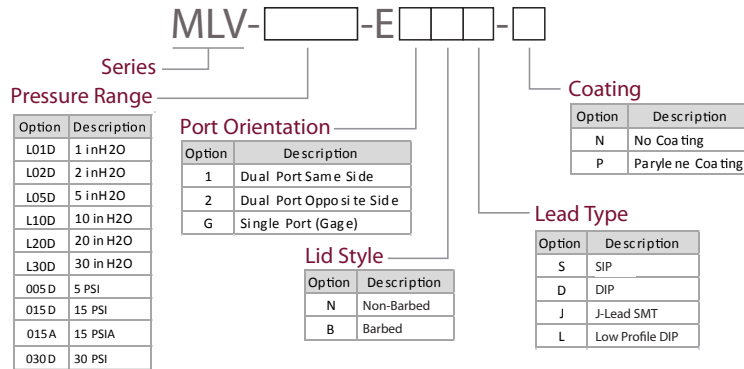 MLV- -E -
Series
Pressure Range
Option Description
L01D 1 inH2O
L02D 2 inH2O
L05D 5 inH2O
L10D 10 inH2O
L20D 20 inH2O
L30D 30 inH2O
005D 5 PSI
015D 15 PSI
015A 15 PSIA
030D 30 PSI
Port Orientation
Option Description
1 Dual Port Same Side
2 Dual Port Opposite Side
G Single Port (Gage)
Lid Style
Option Description
N Non-Barbed
B Barbed
Coating
Option Description
N No Coating
P Parylene Coating
Lead Type
Option Description
S SIP
D DIP
J J-Lead SMT
L Low Profile DIP